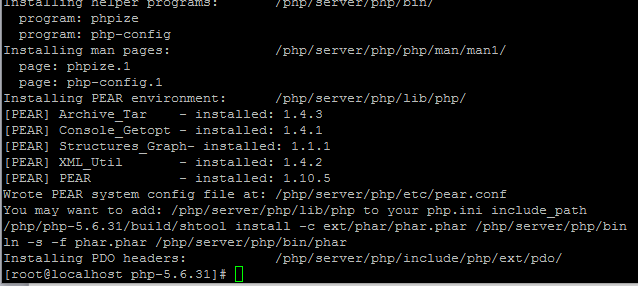 Installing helper programs:       /php/server/php/bin/
  program: phpize
  program: php-config
Installing man pages:             /php/server/php/php/man/man1/
  page: phpize.1
  page: php-config.1
Installing PEAR environment:      /php/server/php/lib/php/
[PEAR] Archive_Tar    - installed: 1.4.3
[PEAR] Console_Getopt - installed: 1.4.1
[PEAR] Structures_Graph- installed: 1.1.1
[PEAR] XML_Util       - installed: 1.4.2
[PEAR] PEAR           - installed: 1.10.5
Wrote PEAR system config file at: /php/server/php/etc/pear.conf
You may want to add: /php/server/php/lib/php to your php.ini include_path
/php/php-5.6.31/build/shtool install -c ext/phar/phar.phar /php/server/php/bin
ln -s -f phar.phar /php/server/php/bin/phar
Installing PDO headers:           /php/server/php/include/php/ext/pdo/
[root@localhost php-5.6.31]#